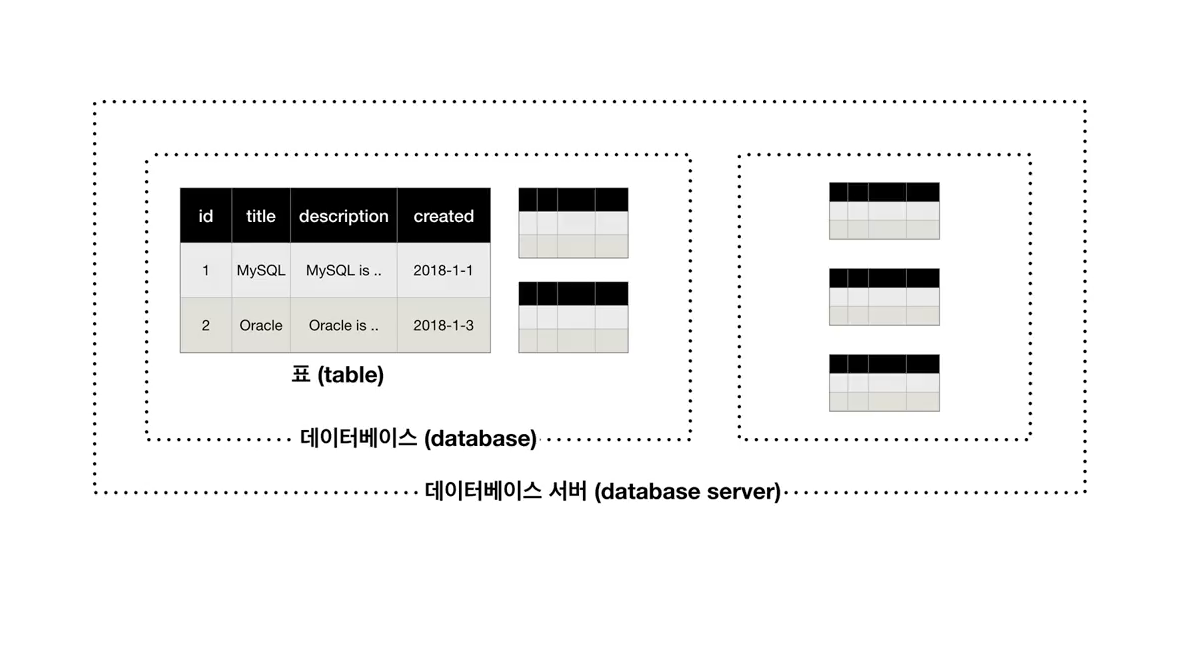 id title description created
1 MySQL MySQL is .. 2018-1-1
2 Oracle Oracle is .. 2018-1-3
표 (table)
데이터베이스 (database)
데이터베이스 서버 (database server)